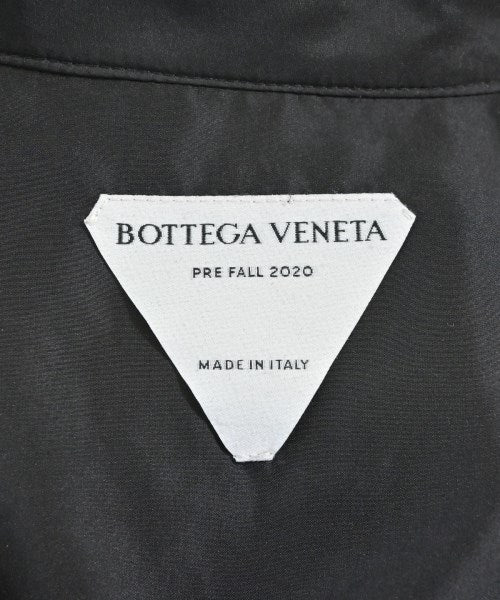 BOTTEGA VENETA
PRE FALL 2020
MADE IN ITALY